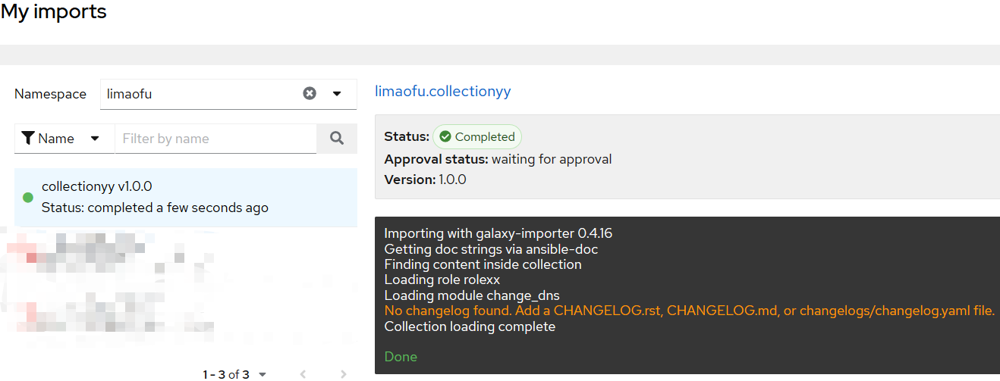 My imports
Namespace
limaofu
Name
Filter by name
collectionyy v1.0.0
Status: completed a few seconds ago
1 - 3 of 3
limaofu.collectionyy
Status: Completed
Approval status: waiting for approval
Version: 1.0.0
Importing with galaxy-importer 0.4.16
Getting doc strings via ansible-doc
Finding content inside collection
Loading role rolexx
Loading module change_dns
No changelog found. Add a CHANGELOG.rst, CHANGELOG.md, or changelogs/changelog.yaml file.
Collection loading complete
Done